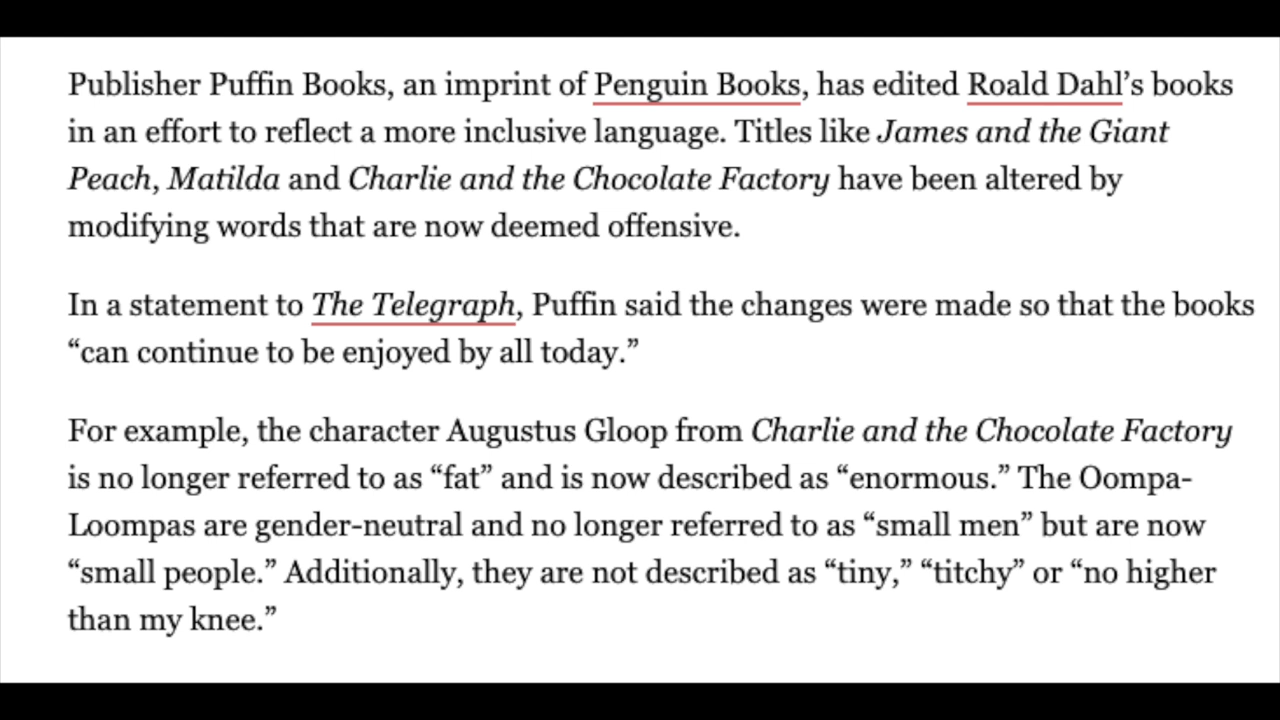 Publisher Puffin Books, an imprint of Penguin Books, has edited Roald Dahl’s books
in an effort to reflect a more inclusive language. Titles like James and the Giant
Peach, Matilda and Charlie and the Chocolate Factory have been altered by
modifying words that are now deemed offensive.
In a statement to The Telegraph, Puffin said the changes were made so that the books
“can continue to be enjoyed by all today.”
For example, the character Augustus Gloop from Charlie and the Chocolate Factory
is no longer referred to as “fat” and is now described as “enormous.” The Oompa-
Loompas are gender-neutral and no longer referred to as “small men” but are now
“small people.” Additionally, they are not described as “tiny,” “titchy” or “no higher
than my knee.”